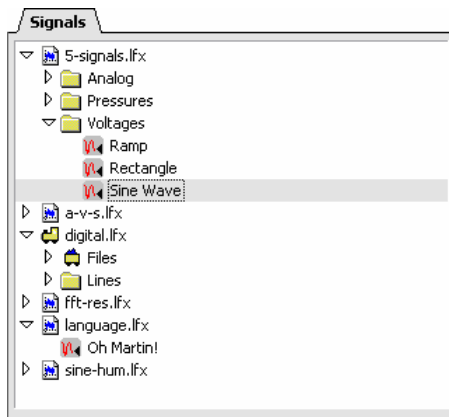 Signals
5-signals.lfx
Analog
Pressures
Voltages
Ramp
Rectangle
Sine Wave
a-v-s.lfx
digital.lfx
Files
Lines
fft-res.lfx
language.lfx
Oh Martin!
sine-hum.lfx